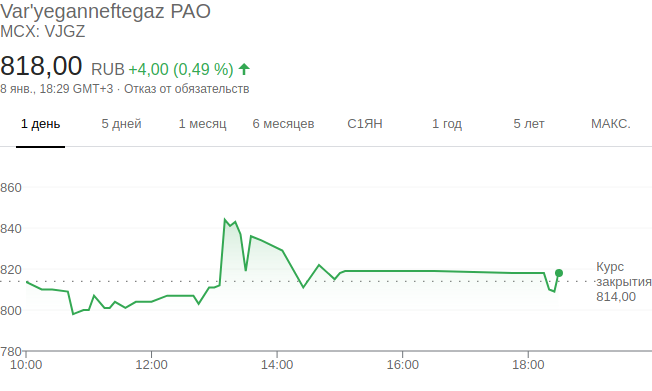 Var'yeganneftegaz PAO
MCX: VJGZ
818,00 RUB +4,00 (0,49 %) ↑
8 янв., 18:29 GMT+3 · Отказ от обязательств
1 день 5 дней 1 месяц 6 месяцев С1ЯН 1 год 5 лет МАКС.
860
840
820
800
780
Курс
закрытия
814,00
10:00 12:00 14:00 16:00 18:00